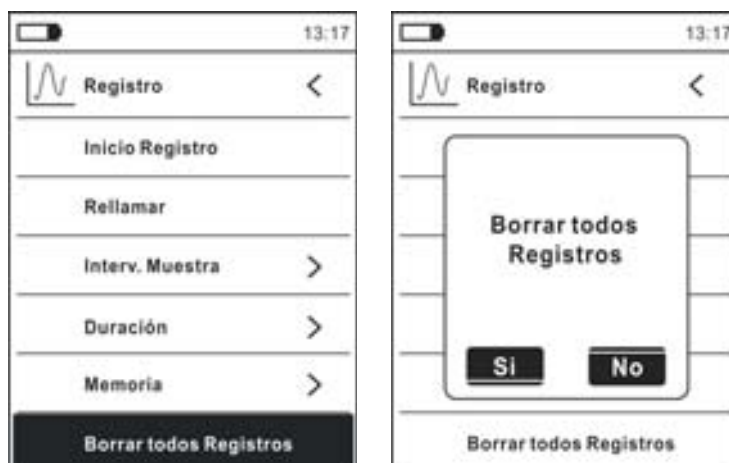 13:17
Registro
Inicio Registro
Rellamar
Interv. Muestra
Duración
Memoria
Borrar todos Registros
13:17
Registro
Borrar todos
Registros
Si No
Borrar todos Registros